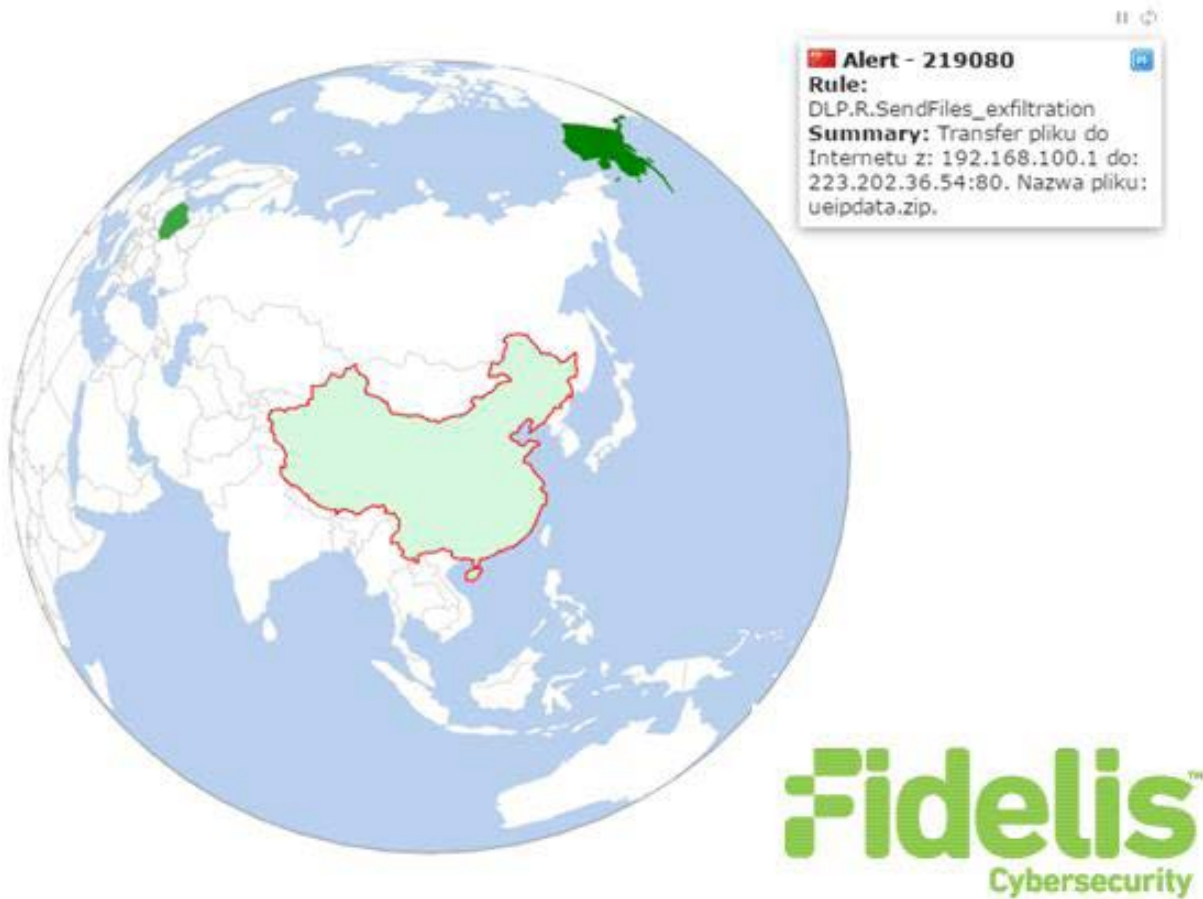 Alert - 219080
Rule:
DLP.R.SendFiles_exfiltration
Summary: Transfer pliku do
Internetu z: 192.168.100.1 do:
223.202.36.54:80. Nazwa pliku:
ueipdata.zip.
Fidelis™
Cybersecurity